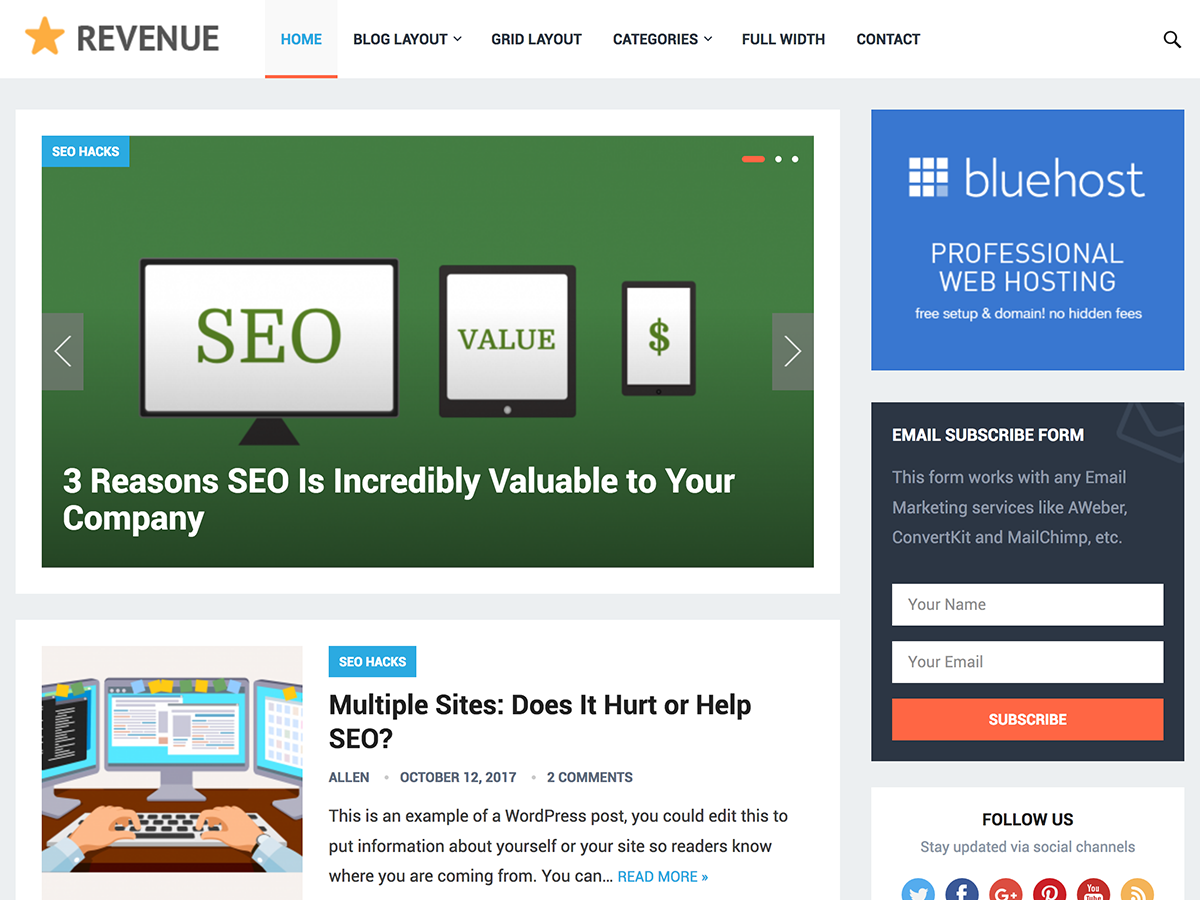 REVENUE
HOME
BLOG LAYOUT
GRID LAYOUT
CATEGORIES
FULL WIDTH
CONTACT
SEO HACKS
SEO
VALUE
$
3 Reasons SEO Is Incredibly Valuable to Your
Company
SEO HACKS
Multiple Sites: Does It Hurt or Help
SEO?
ALLEN • OCTOBER 12, 2017 • 2 COMMENTS
This is an example of a WordPress post, you could edit this to
put information about yourself or your site so readers know
where you are coming from. You can… READ MORE »
bluehost
PROFESSIONAL
WEB HOSTING
free setup & domain! no hidden fees
EMAIL SUBSCRIBE FORM
This form works with any Email
Marketing services like AWeber,
ConvertKit and MailChimp, etc.
Your Name
Your Email
SUBSCRIBE
FOLLOW US
Stay updated via social channels
f
G+
You
Tube